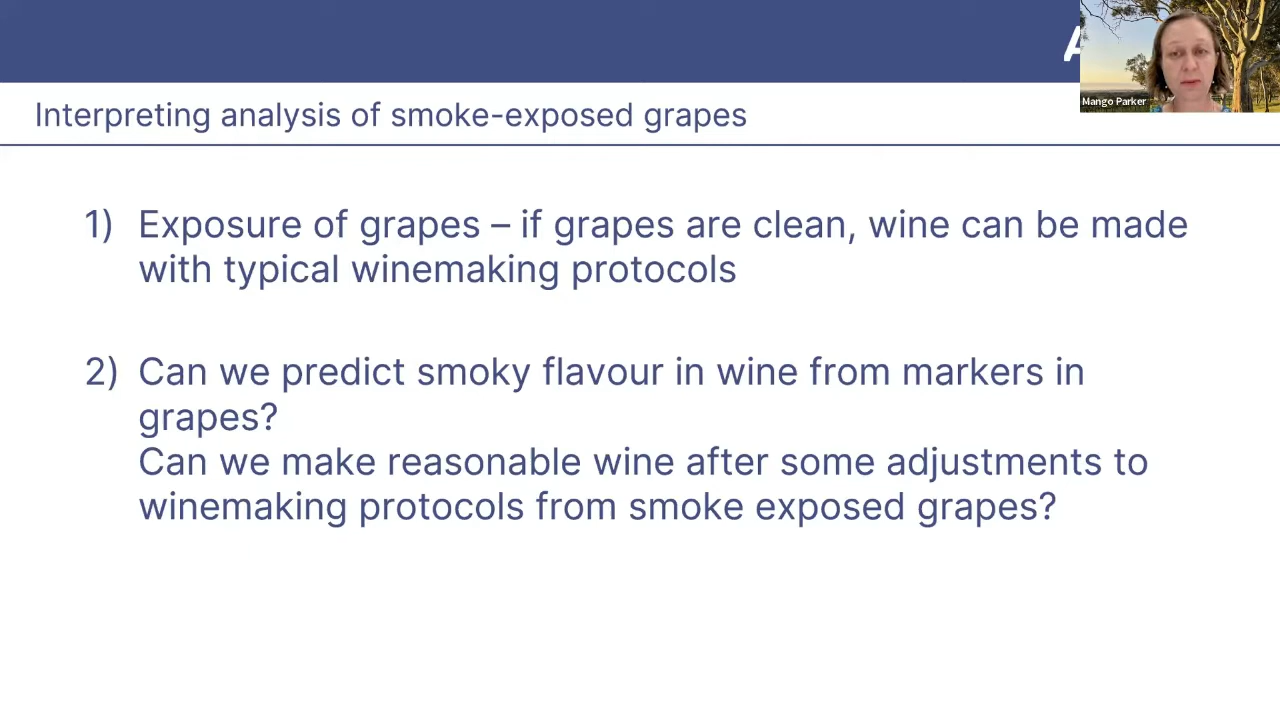 A
Mango Parker
Interpreting analysis of smoke-exposed grapes
1) Exposure of grapes – if grapes are clean, wine can be made
with typical winemaking protocols
2) Can we predict smoky flavour in wine from markers in
grapes?
Can we make reasonable wine after some adjustments to
winemaking protocols from smoke exposed grapes?